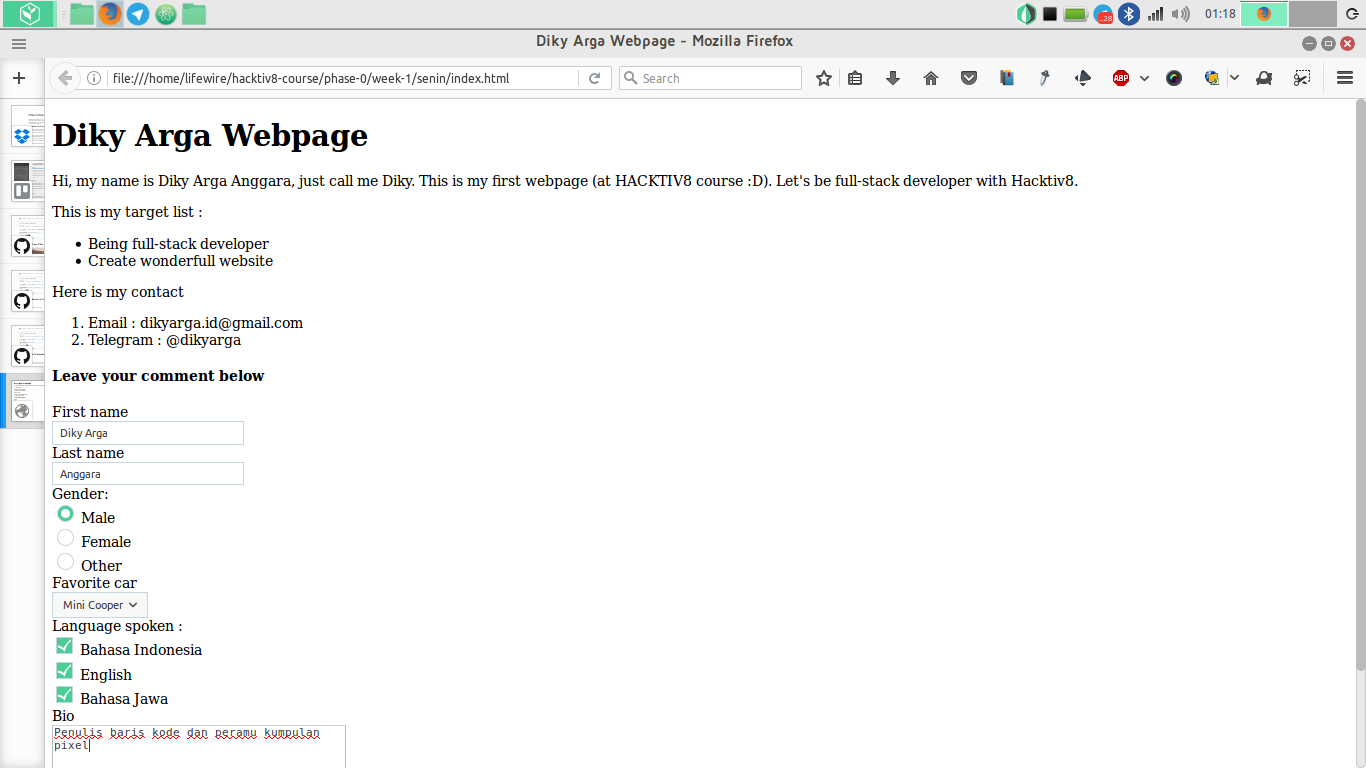 28
01:18
Diky Arga Webpage - Mozilla Firefox
file:///home/lifewire/hacktiv8-course/phase-0/week-1/senin/index.html
Search
ABP
Diky Arga Webpage
Hi, my name is Diky Arga Anggara, just call me Diky. This is my first webpage (at HACKTIV8 course :D). Let's be full-stack developer with Hacktiv8.
This is my target list :
• Being full-stack developer
• Create wonderfull website
Here is my contact
1. Email : dikyarga.id@gmail.com
2. Telegram : @dikyarga
Leave your comment below
First name
Diky Arga
Last name
Anggara
Gender:
Male
Female
Other
Favorite car
Mini Cooper
Language spoken :
Bahasa Indonesia
English
Bahasa Jawa
Bio
Penulis baris kode dan peramu kumpulan
pixel